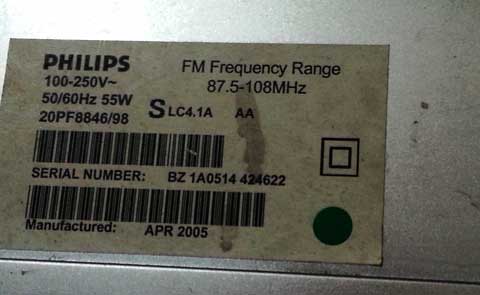 PHILIPS
100-250V~
50/60Hz 55W
20PF8846/98
FM Frequency Range
87.5-108MHz
S LC4.1A AA
SERIAL NUMBER: BZ 1A0514 424622
Manufactured: APR 2005